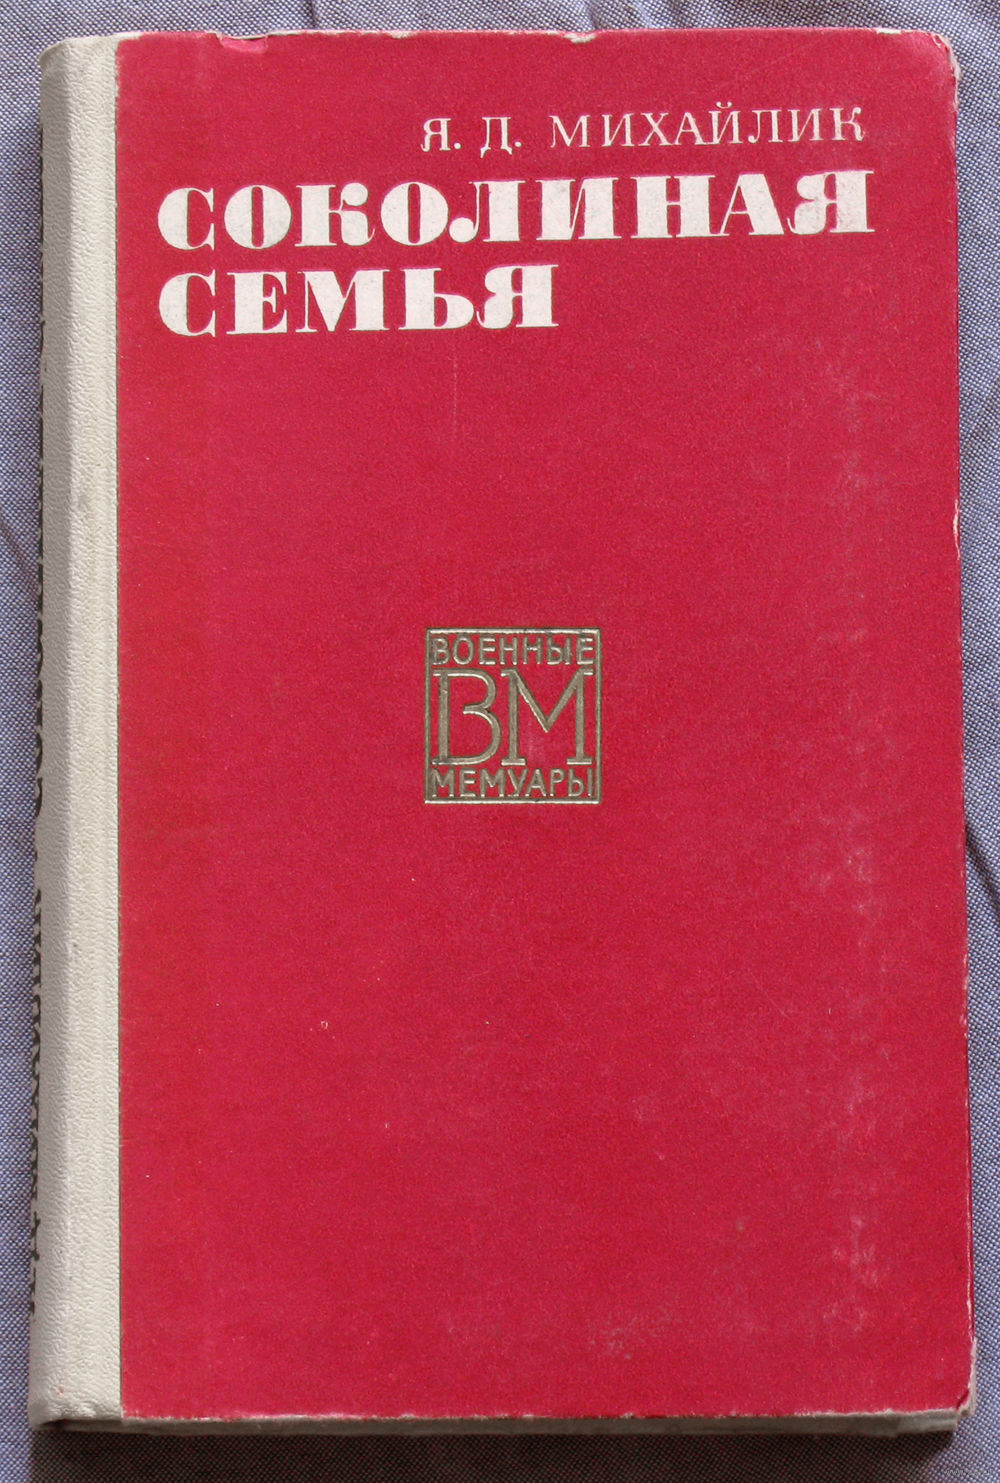 Я. Д. МИХАЙЛИК
СОКОЛИНАЯ
СЕМЬЯ
ВОЕННЫЕ
ВМ
МЕМУАРЫ